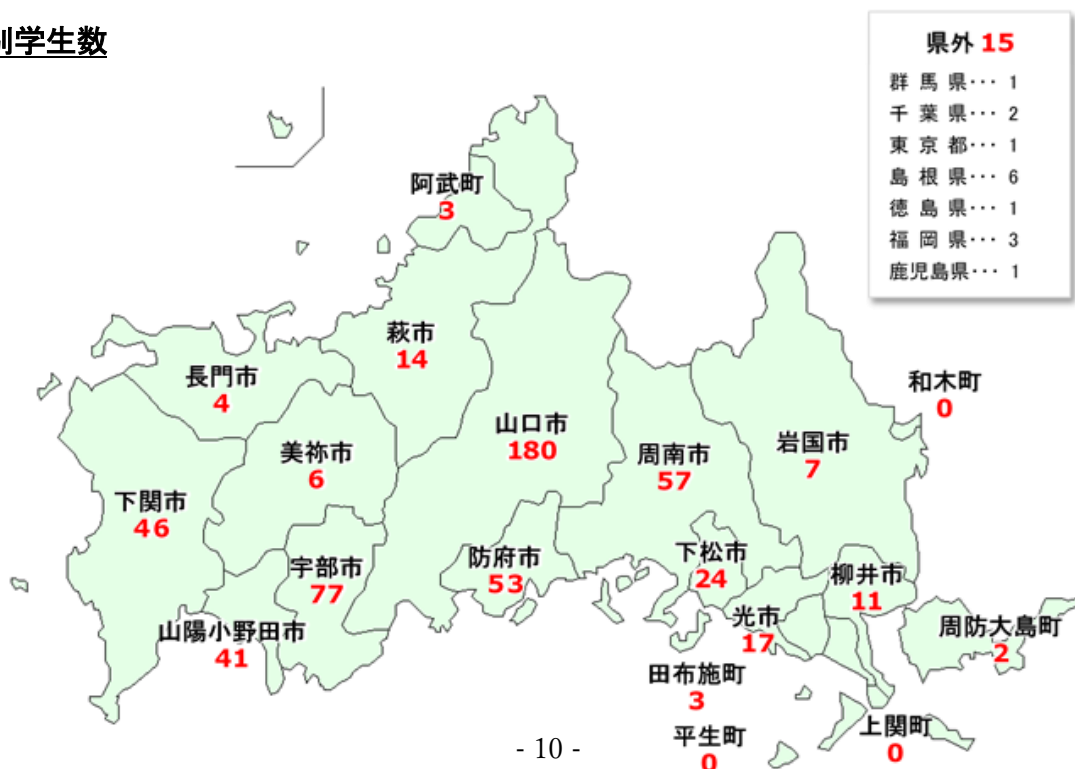 別学生数
県外 15
群馬県··· 1
千葉県··· 2
東京都··· 1
島根県··· 6
徳島県··· 1
福岡県··· 3
鹿児島県··· 1
阿武町
3
萩市
14
長門市
4
和木町
0
山口市
180
岩国市
7
周南市
57
美祢市
6
下関市
46
防府市
53
下松市
24
宇部市
77
柳井市
11
光市
17
周防大島町
2
山陽小野田市
41
田布施町
3
上関町
0
平生町
0
- 10 -